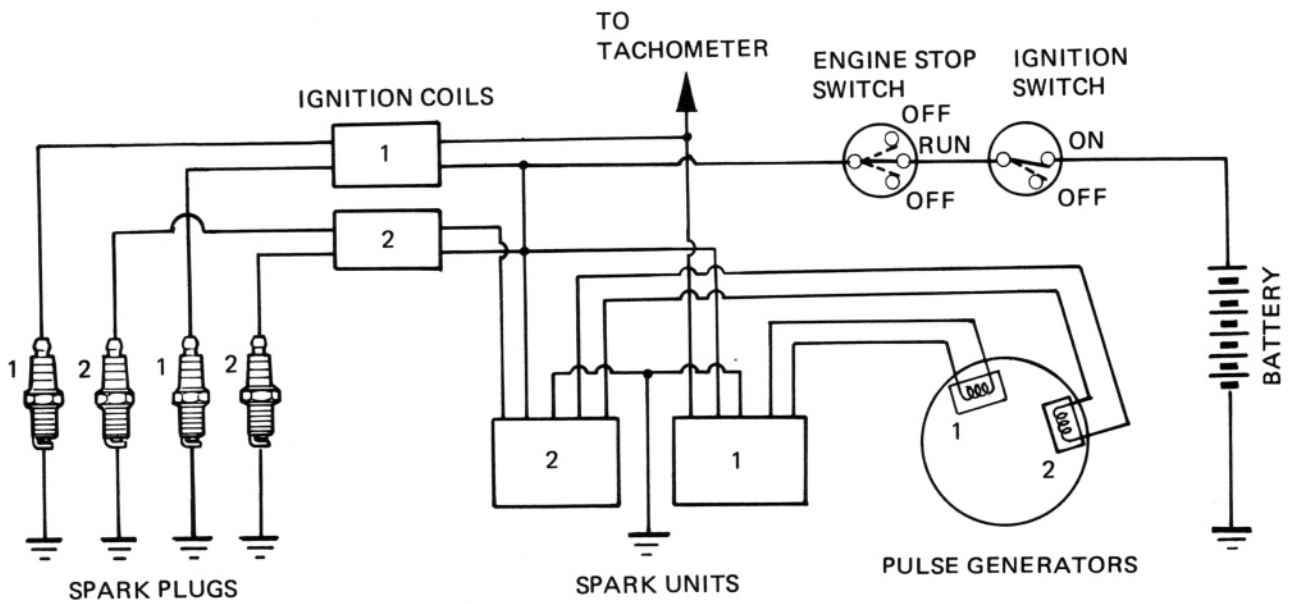 TO
TACHOMETER
ENGINE STOP
SWITCH
IGNITION
SWITCH
IGNITION COILS
OFF
RUN
OFF
ON
OFF
1
2
BATTERY
1
2
1
2
2
1
1
2
SPARK PLUGS
SPARK UNITS
PULSE GENERATORS